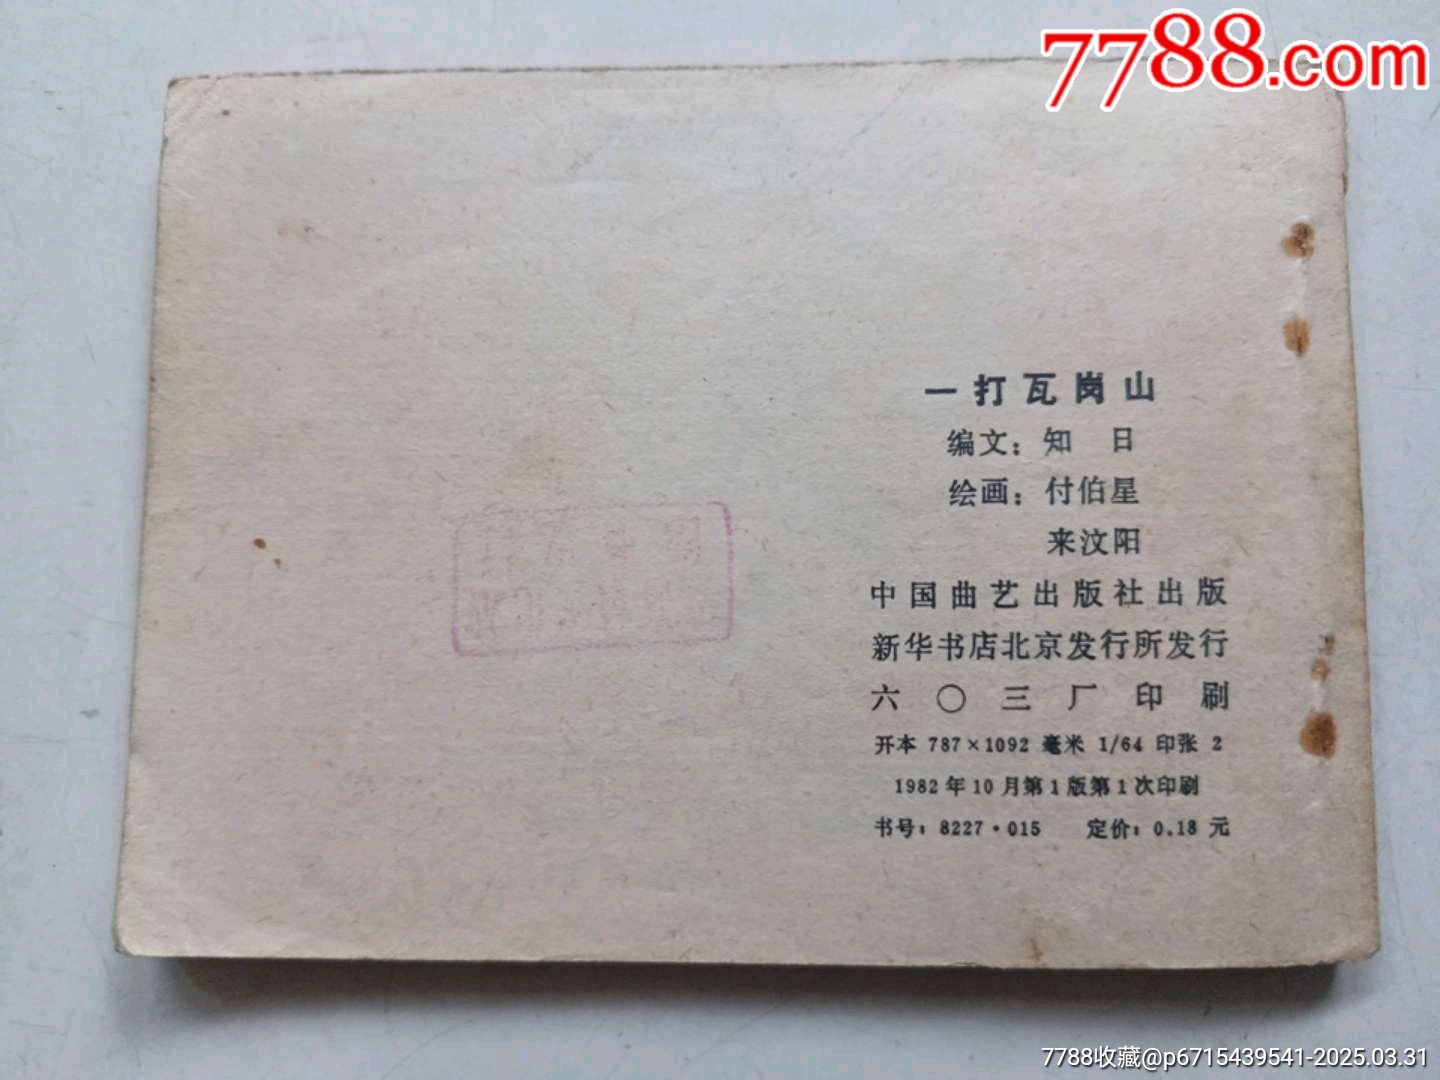 7788.com
一打瓦岗山
编文：知 日
绘画：付伯星
来汶阳
中国曲艺出版社出版
新华书店北京发行所发行
六〇三厂印刷
开本 787×1092 毫米 1/64 印张 2
1982年10月第1版第1次印刷
书号：8227·015 定价：0.18 元
7788收藏@p6715439541-2025.03.31